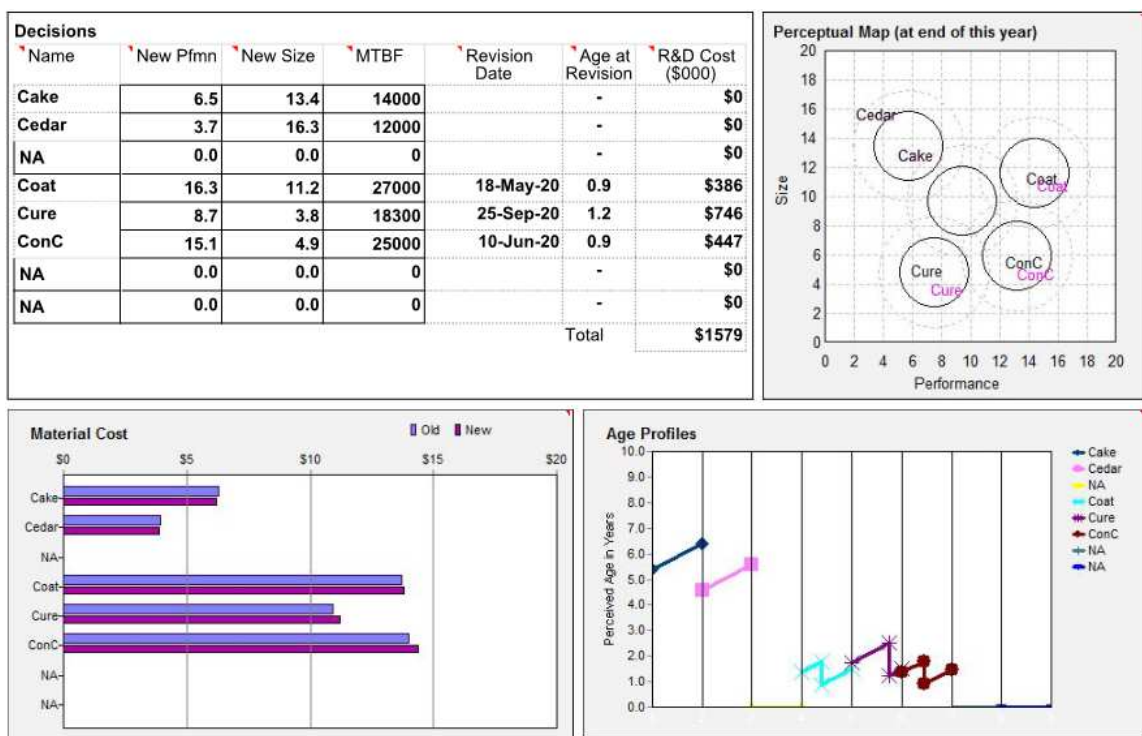 Decisions
Name New Pfmn New Size MTBF Revision Date Age at Revision R&D Cost ($000)
Cake 6.5 13.4 14000 - $0
Cedar 3.7 16.3 12000 - $0
NA 0.0 0.0 0 - $0
Coat 16.3 11.2 27000 18-May-20 0.9 $386
Cure 8.7 3.8 18300 25-Sep-20 1.2 $746
ConC 15.1 4.9 25000 10-Jun-20 0.9 $447
NA 0.0 0.0 0 - $0
NA 0.0 0.0 0 - $0
Total $1579
Perceptual Map (at end of this year)
20
18
16
14
12
10
8
6
4
2
0
Size
Cedar
Cake
Coat
Coat
ConC
ConC
Cure
Cure
0 2 4 6 8 10 12 14 16 18 20
Performance
Material Cost
Old New
$0 $5 $10 $15 $20
Cake
Cedar
NA
Coat
Cure
ConC
NA
NA
Age Profiles
10.0
9.0
8.0
7.0
6.0
5.0
4.0
3.0
2.0
1.0
0.0
Perceived Age in Years
Cake
Cedar
NA
Coat
Cure
ConC
NA
NA